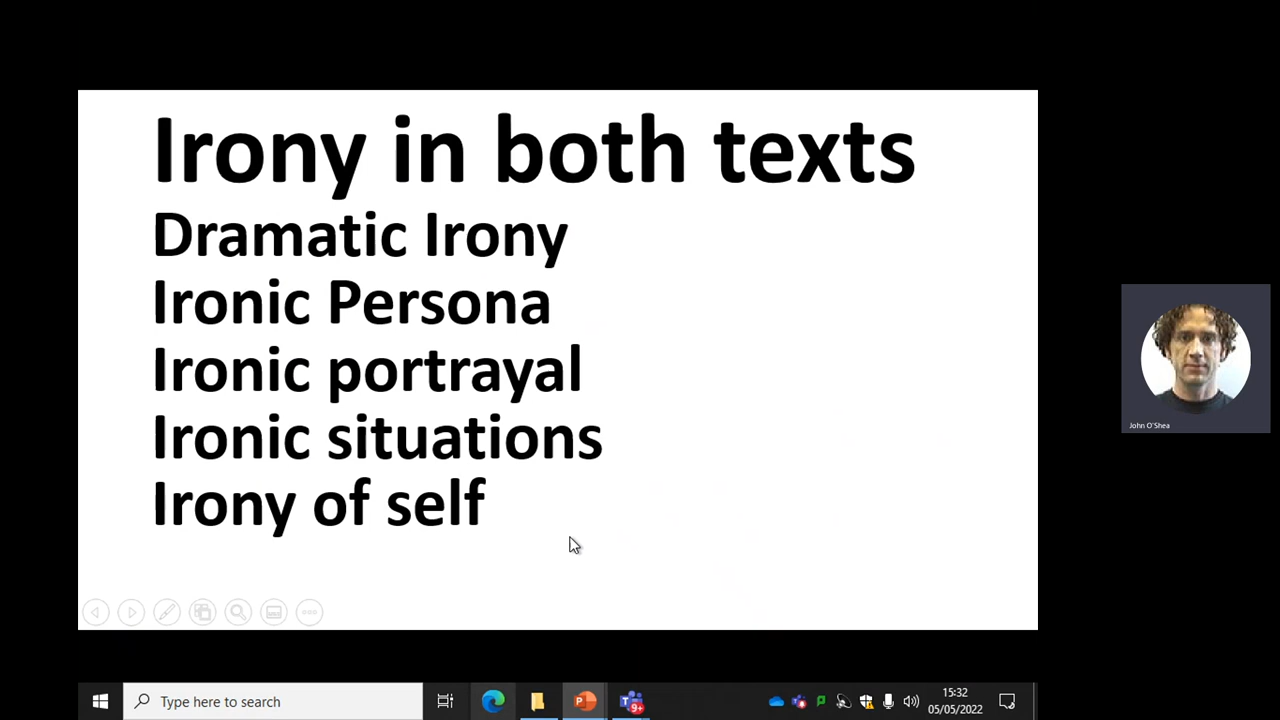 Irony in both texts
Dramatic Irony
Ironic Persona
Ironic portrayal
Ironic situations
Irony of self
John O'Shea
Type here to search
9+
15:32
05/05/2022